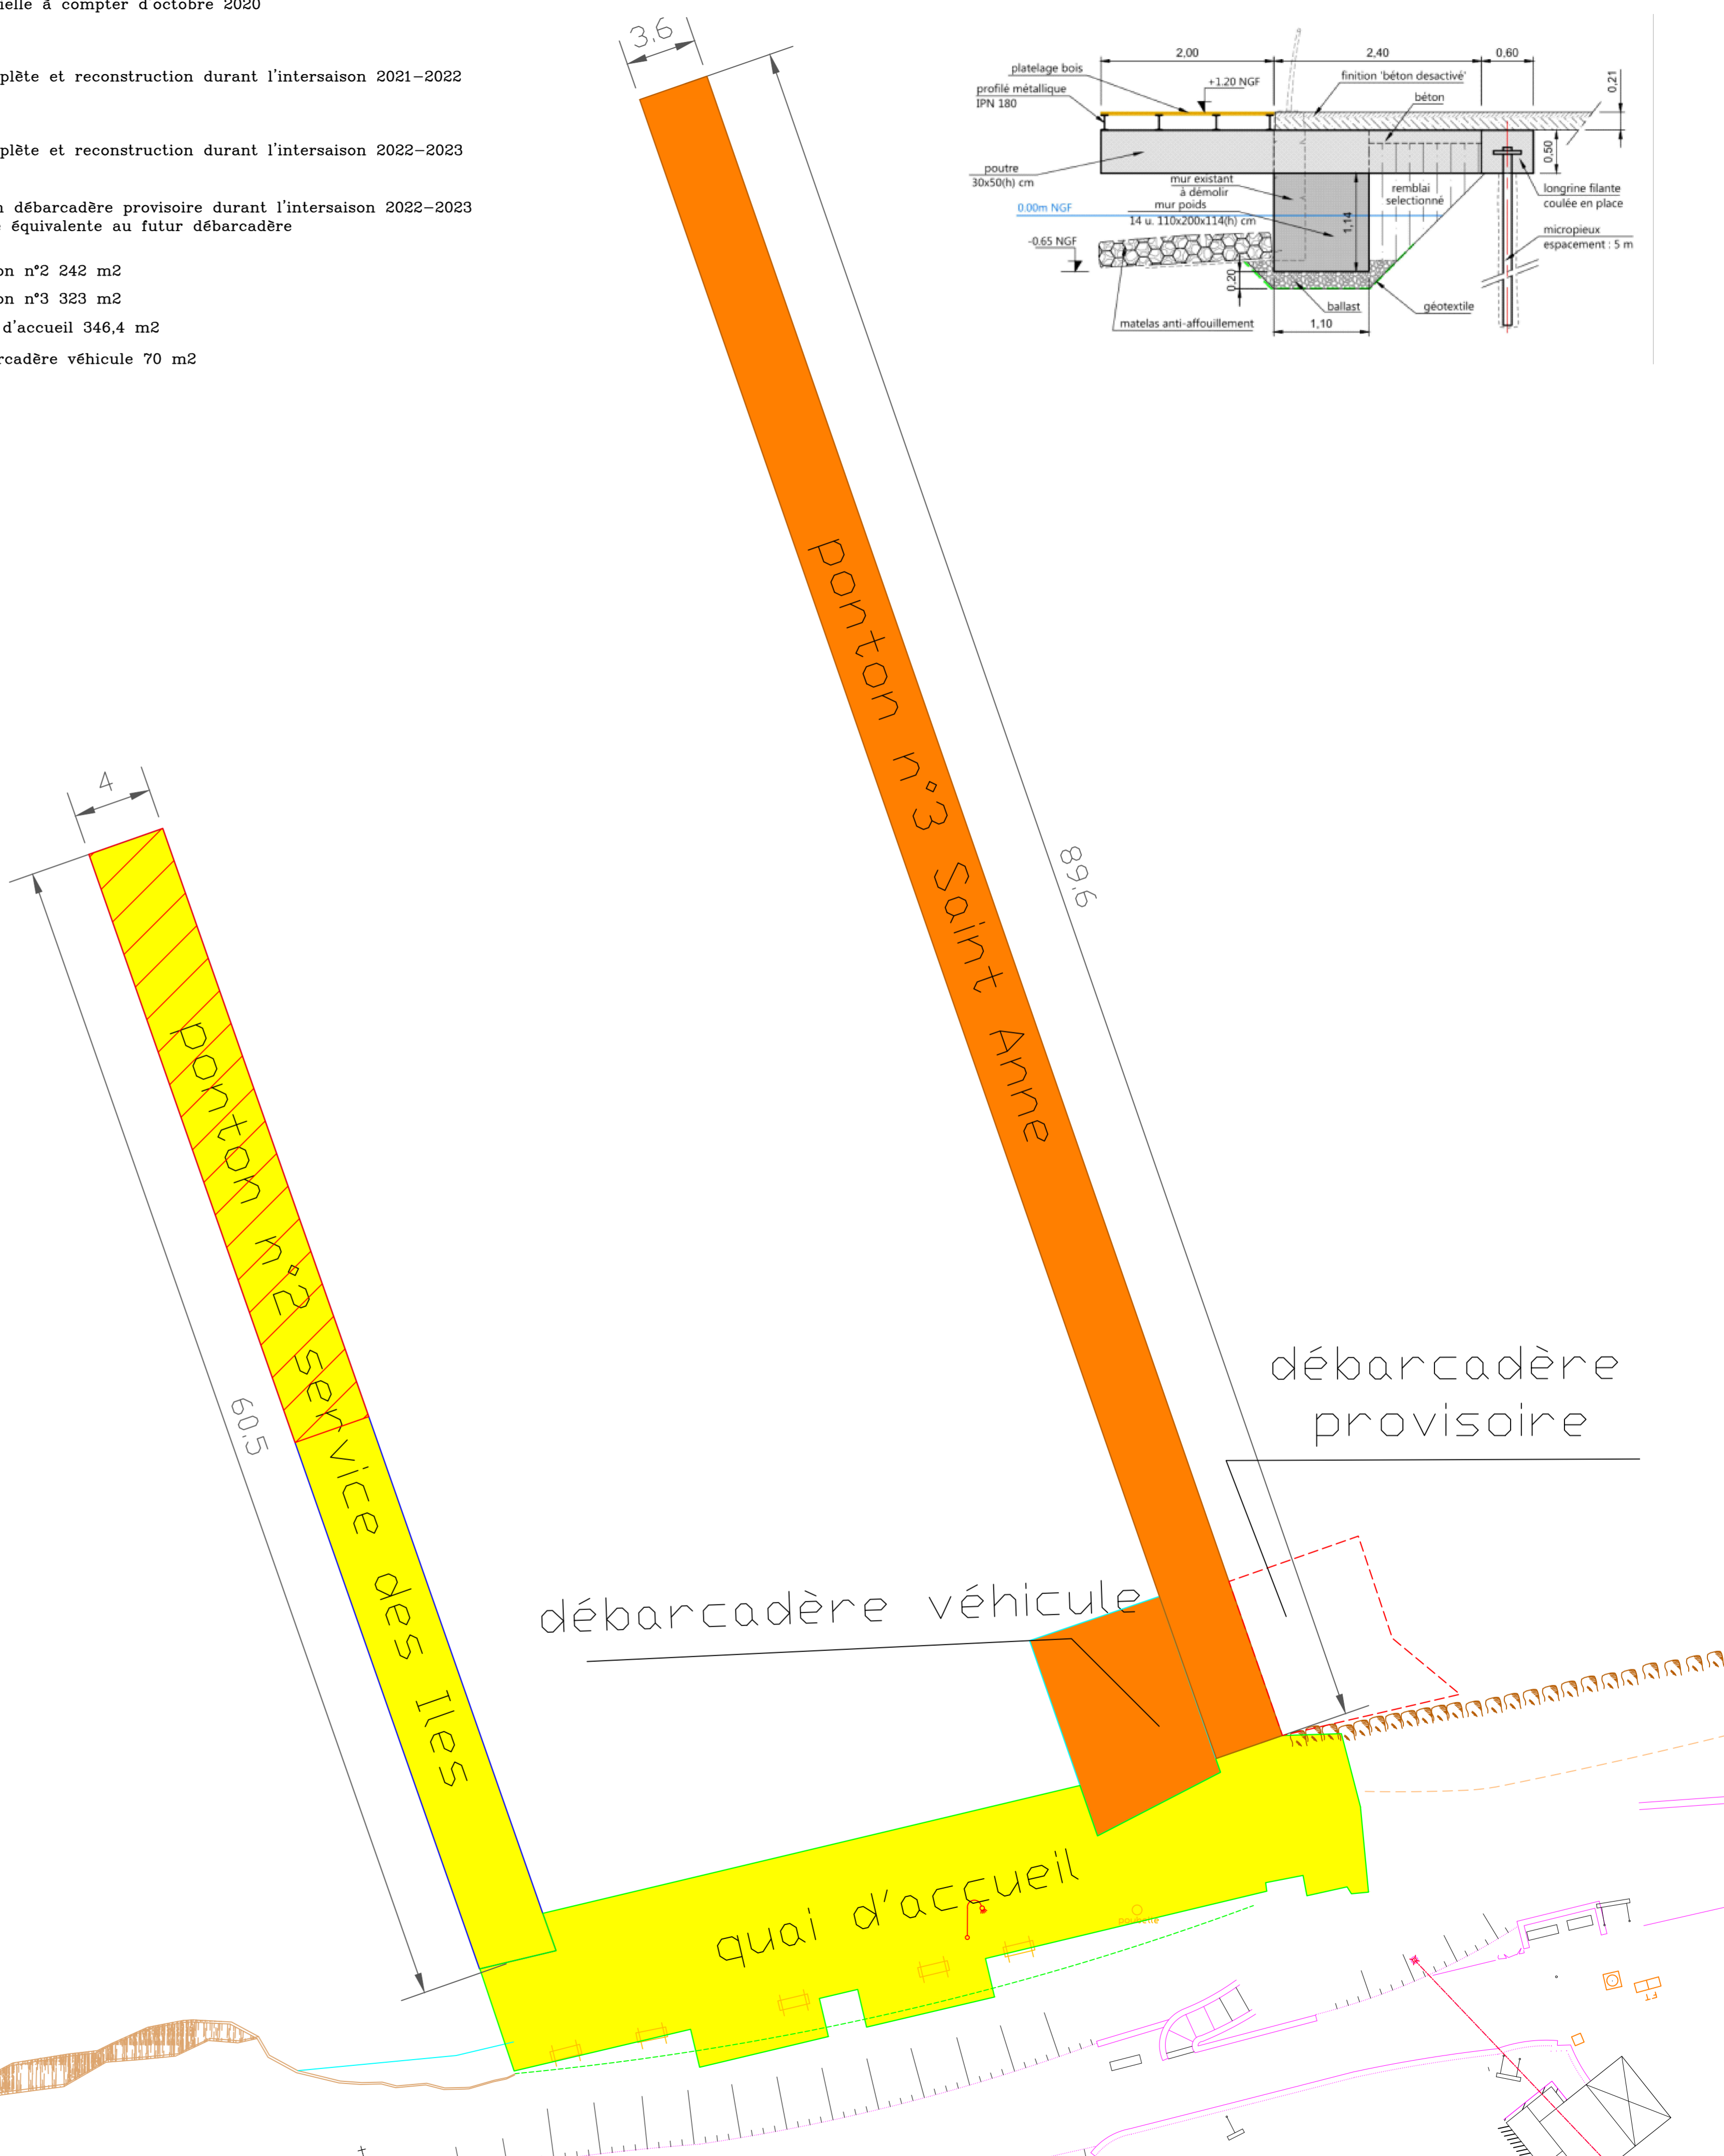 ielle à compter d'octobre 2020
plète et reconstruction durant l'intersaison 2021-2022
plète et reconstruction durant l'intersaison 2022-2023
n débarcadère provisoire durant l'intersaison 2022-2023
équivalente au futur débarcadère
on n°2 242 m2
on n°3 323 m2
d'accueil 346,4 m2
rcadère véhicule 70 m2
3,6
2,00
2,40
0,60
platelage bois
+1.20 NGF
finition 'béton desactivé'
0,21
profilé métallique
IPN 180
béton
0,50
poutre
30x50(h) cm
mur existant
à démolir
remblai
selectionné
longrine filante
coulée en place
0.00m NGF
mur poids
14 u. 110x200x114(h) cm
1,14
-0.65 NGF
micropieux
espacement : 5 m
0,20
ballast
géotextile
matelas anti-affouillement
1,10
ponton n°3 Saint Anne
89,6
4
ponton n°2 service des Iles
60,5
débarcadère
provisoire
débarcadère véhicule
quai d'accueil